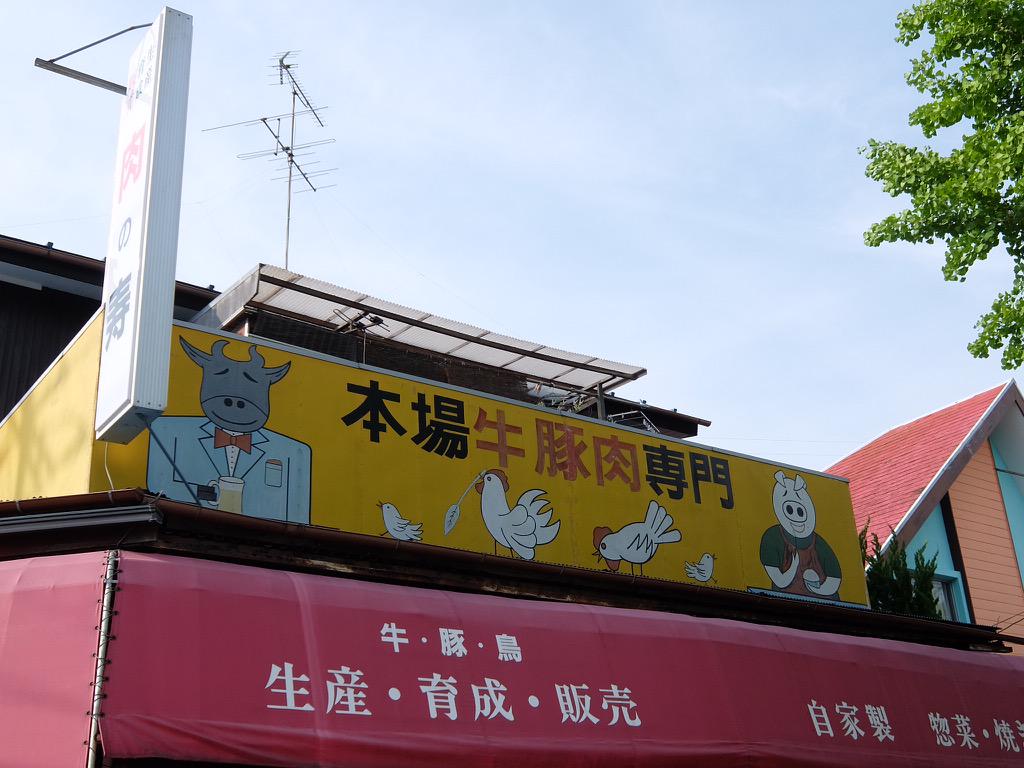 肉の寿
本場牛豚肉専門
牛・豚・鳥
生産・育成・販売
自家製 惣菜・焼